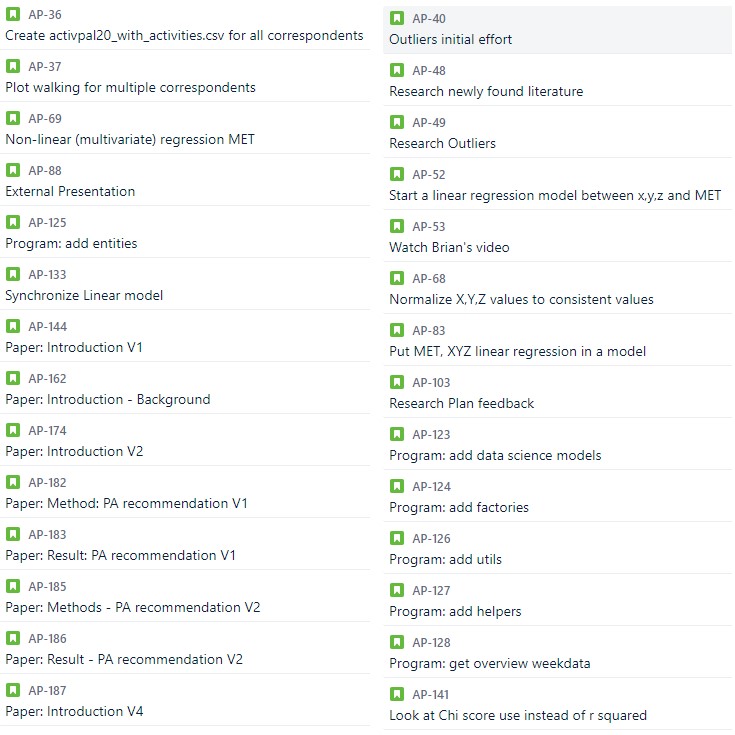 AP-36
Create activpal20_with_activities.csv for all correspondents
AP-37
Plot walking for multiple correspondents
AP-69
Non-linear (multivariate) regression MET
AP-88
External Presentation
AP-125
Program: add entities
AP-133
Synchronize Linear model
AP-144
Paper: Introduction V1
AP-162
Paper: Introduction - Background
AP-174
Paper: Introduction V2
AP-182
Paper: Method: PA recommendation V1
AP-183
Paper: Result: PA recommendation V1
AP-185
Paper: Methods - PA recommendation V2
AP-186
Paper: Result - PA recommendation V2
AP-187
Paper: Introduction V4
AP-40
Outliers initial effort
AP-48
Research newly found literature
AP-49
Research Outliers
AP-52
Start a linear regression model between x,y,z and MET
AP-53
Watch Brian's video
AP-68
Normalize X,Y,Z values to consistent values
AP-83
Put MET, XYZ linear regression in a model
AP-103
Research Plan feedback
AP-123
Program: add data science models
AP-124
Program: add factories
AP-126
Program: add utils
AP-127
Program: add helpers
AP-128
Program: get overview weekdata
AP-141
Look at Chi score use instead of r squared